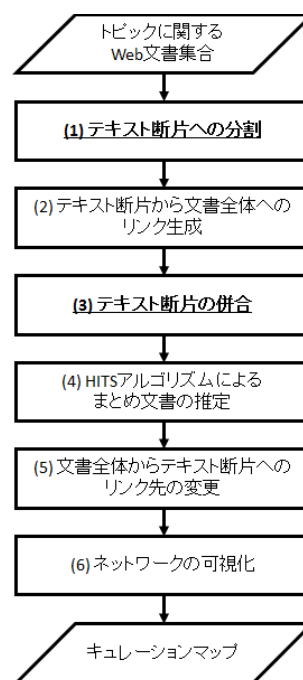 トピックに関する
Web文書集合
(1) テキスト断片への分割
(2) テキスト断片から文書全体への
リンク生成
(3) テキスト断片の併合
(4) HITSアルゴリズムによる
まとめ文書の推定
(5) 文書全体からテキスト断片への
リンク先の変更
(6) ネットワークの可視化
キュレーションマップ